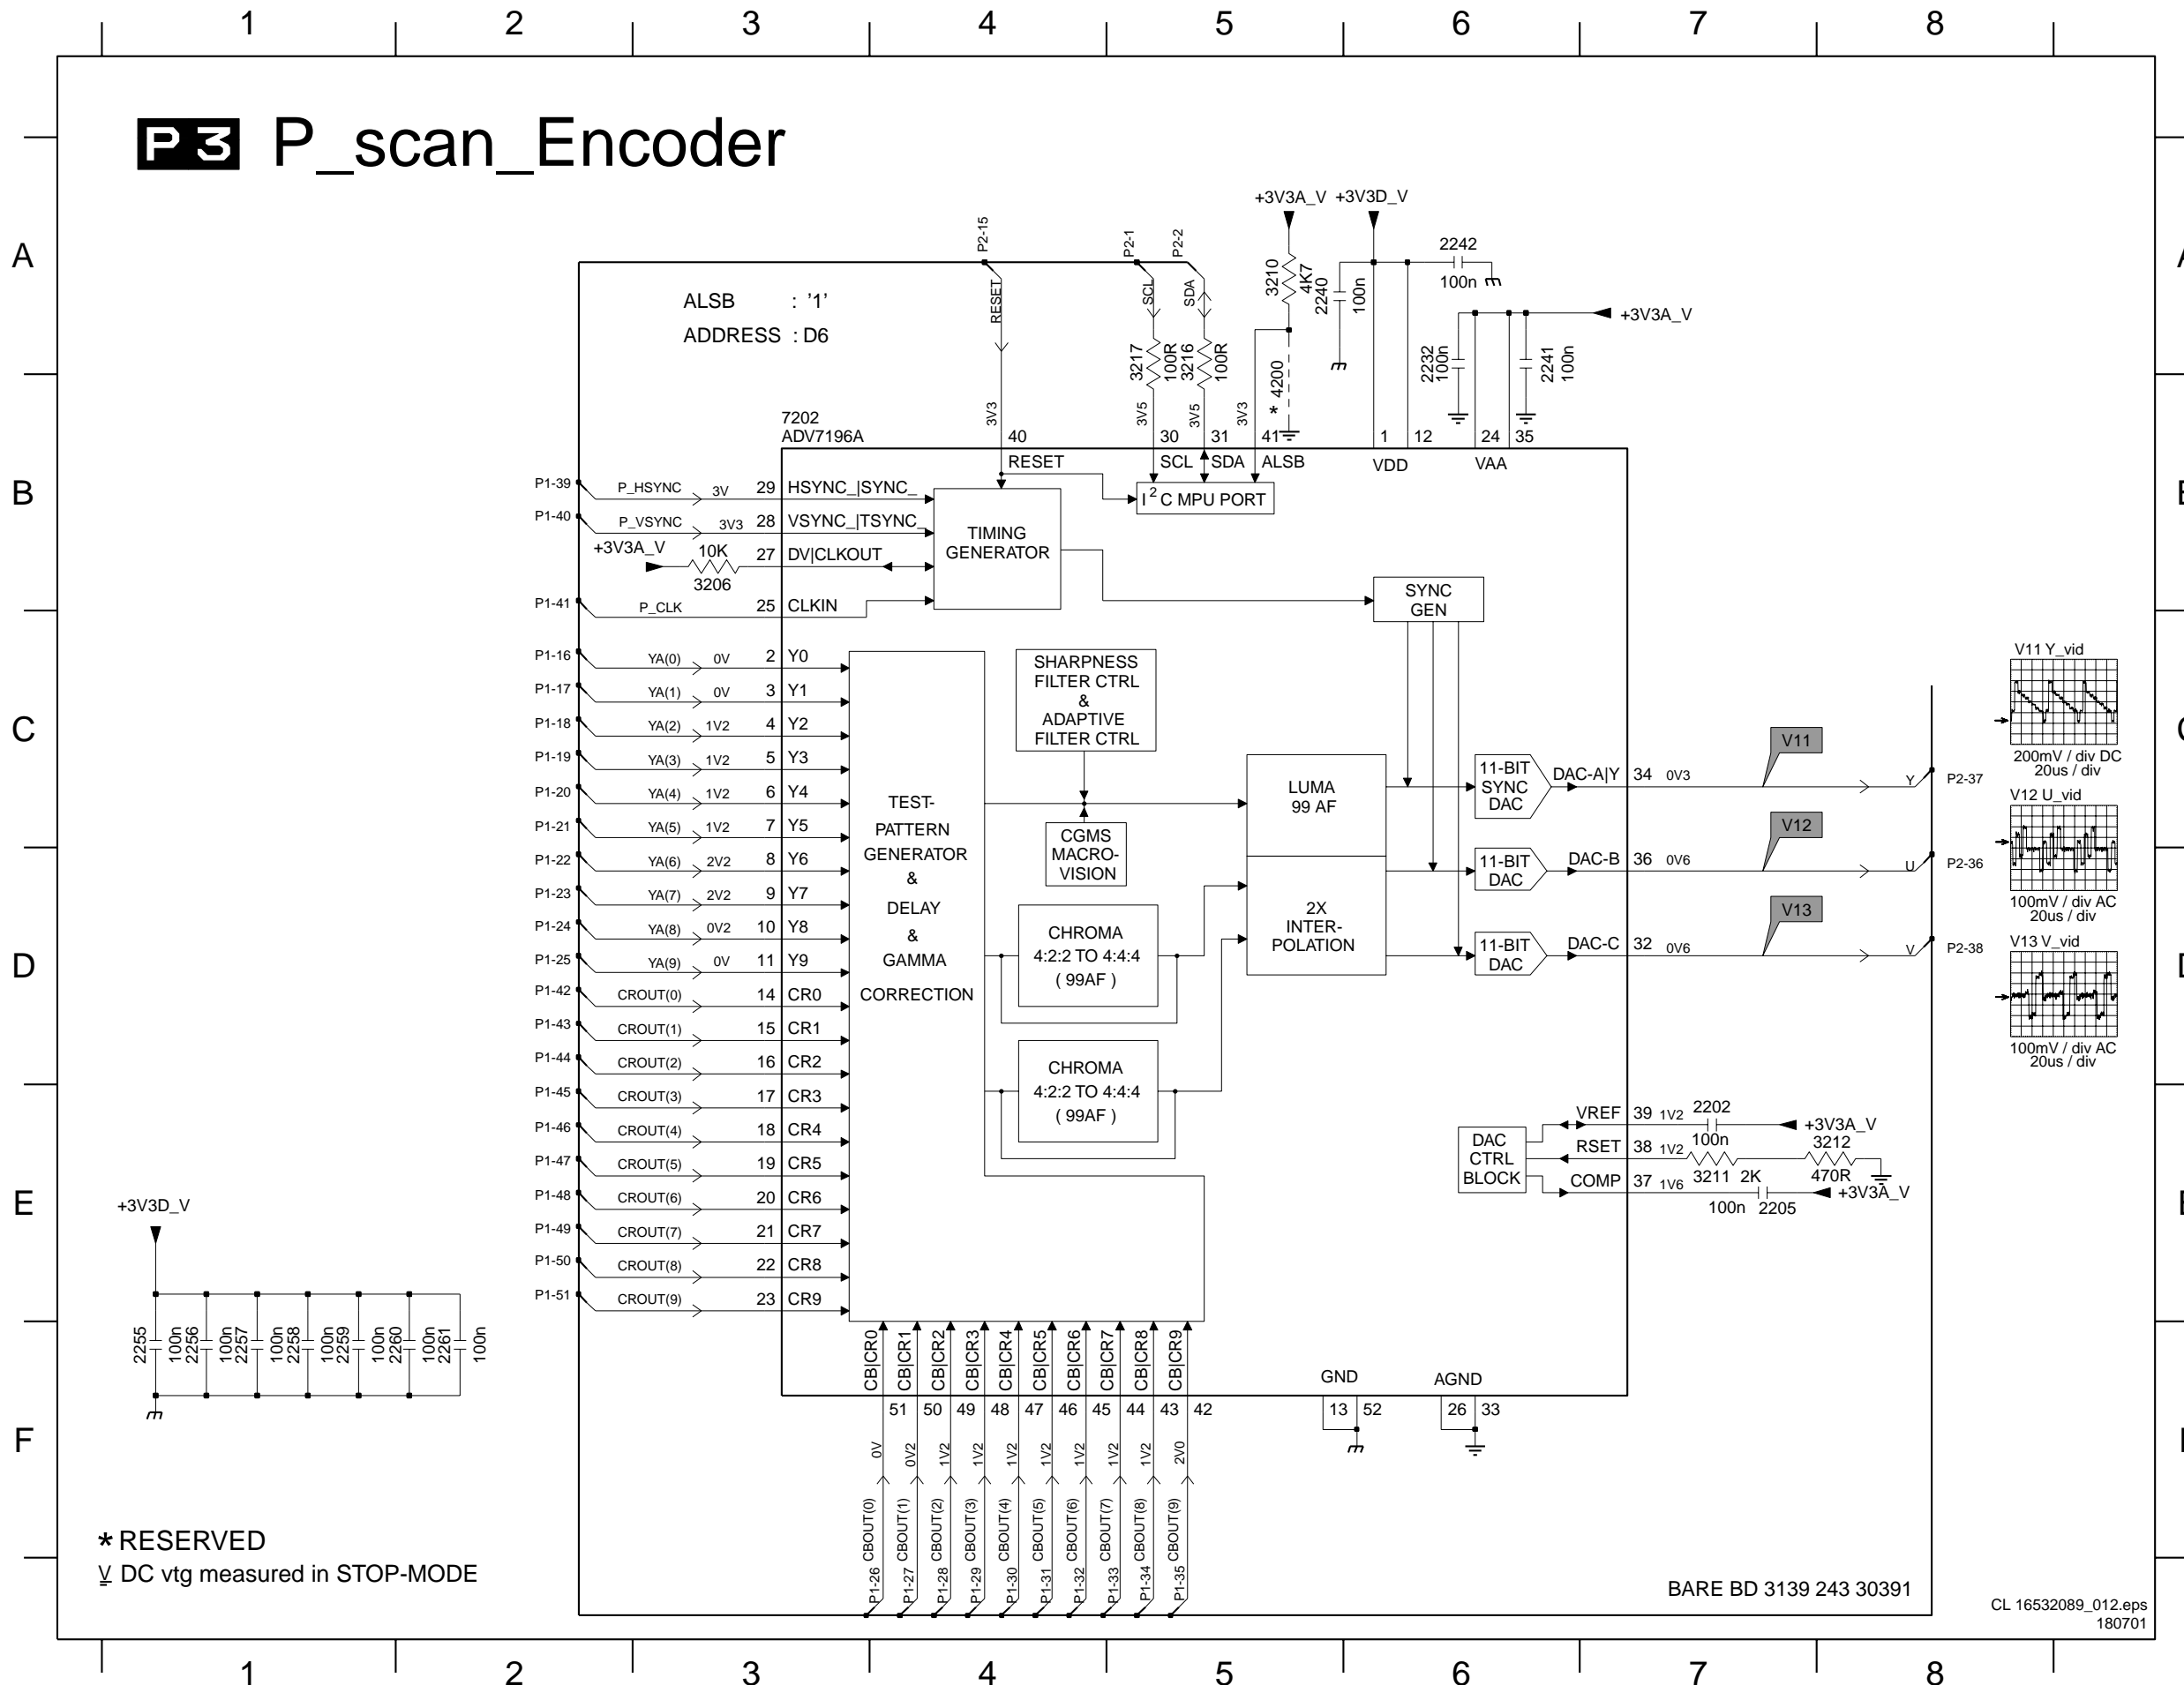 1 2 3 4 5 6 7 8
P 3 P_scan_Encoder
A
B
C
D
E
F
P2-15
P2-1
P2-2
+3V3A_V +3V3D_V
RESET
SCL
SDA
3210
4K7
2240
100n
2242
100n
+3V3A_V
ALSB : '1'
ADDRESS : D6
3217
100R
3216
100R
* 4200
2232
100n
2241
100n
3V3
3V5
3V5
3V3
7202
ADV7196A
40 30 31 41 1 12 24 35
RESET SCL SDA ALSB VDD VAA
I2C MPU PORT
P1-39 P_HSYNC 3V 29 HSYNC_|SYNC_
P1-40 P_VSYNC 3V3 28 VSYNC_|TSYNC_
+3V3A_V 10K 3206 27 DV|CLKOUT
P1-41 P_CLK 25 CLKIN
TIMING
GENERATOR
SYNC
GEN
P1-16 YA(0) 0V 2 Y0
P1-17 YA(1) 0V 3 Y1
P1-18 YA(2) 1V2 4 Y2
P1-19 YA(3) 1V2 5 Y3
P1-20 YA(4) 1V2 6 Y4
P1-21 YA(5) 1V2 7 Y5
P1-22 YA(6) 2V2 8 Y6
P1-23 YA(7) 2V2 9 Y7
P1-24 YA(8) 0V2 10 Y8
P1-25 YA(9) 0V 11 Y9
P1-42 CROUT(0) 14 CR0
P1-43 CROUT(1) 15 CR1
P1-44 CROUT(2) 16 CR2
P1-45 CROUT(3) 17 CR3
P1-46 CROUT(4) 18 CR4
P1-47 CROUT(5) 19 CR5
P1-48 CROUT(6) 20 CR6
P1-49 CROUT(7) 21 CR7
P1-50 CROUT(8) 22 CR8
P1-51 CROUT(9) 23 CR9
TEST-
PATTERN
GENERATOR
&
DELAY
&
GAMMA
CORRECTION
SHARPNESS
FILTER CTRL
&
ADAPTIVE
FILTER CTRL
CGMS
MACRO-
VISION
CHROMA
4:2:2 TO 4:4:4
( 99AF )
CHROMA
4:2:2 TO 4:4:4
( 99AF )
LUMA
99 AF
2X
INTER-
POLATION
11-BIT
SYNC
DAC
11-BIT
DAC
11-BIT
DAC
DAC-A|Y 34 0V3 V11 Y P2-37
DAC-B 36 0V6 V12 U P2-36
DAC-C 32 0V6 V13 V P2-38
V11 Y_vid
200mV / div DC
20us / div
V12 U_vid
100mV / div AC
20us / div
V13 V_vid
100mV / div AC
20us / div
DAC
CTRL
BLOCK
VREF 39 1V2 2202 100n +3V3A_V
RSET 38 1V2 3211 2K 3212 470R
COMP 37 1V6 100n 2205 +3V3A_V
+3V3D_V
2255 100n
2256 100n
2257 100n
2258 100n
2259 100n
2260 100n
2261 100n
CB|CR0 51 0V CBOUT(0) P1-26
CB|CR1 50 0V2 CBOUT(1) P1-27
CB|CR2 49 1V2 CBOUT(2) P1-28
CB|CR3 48 1V2 CBOUT(3) P1-29
CB|CR4 47 1V2 CBOUT(4) P1-30
CB|CR5 46 1V2 CBOUT(5) P1-31
CB|CR6 45 1V2 CBOUT(6) P1-32
CB|CR7 44 1V2 CBOUT(7) P1-33
CB|CR8 43 1V2 CBOUT(8) P1-34
CB|CR9 42 2V0 CBOUT(9) P1-35
GND AGND
13 52 26 33
* RESERVED
V DC vtg measured in STOP-MODE
BARE BD 3139 243 30391
CL 16532089_012.eps
180701
1 2 3 4 5 6 7 8